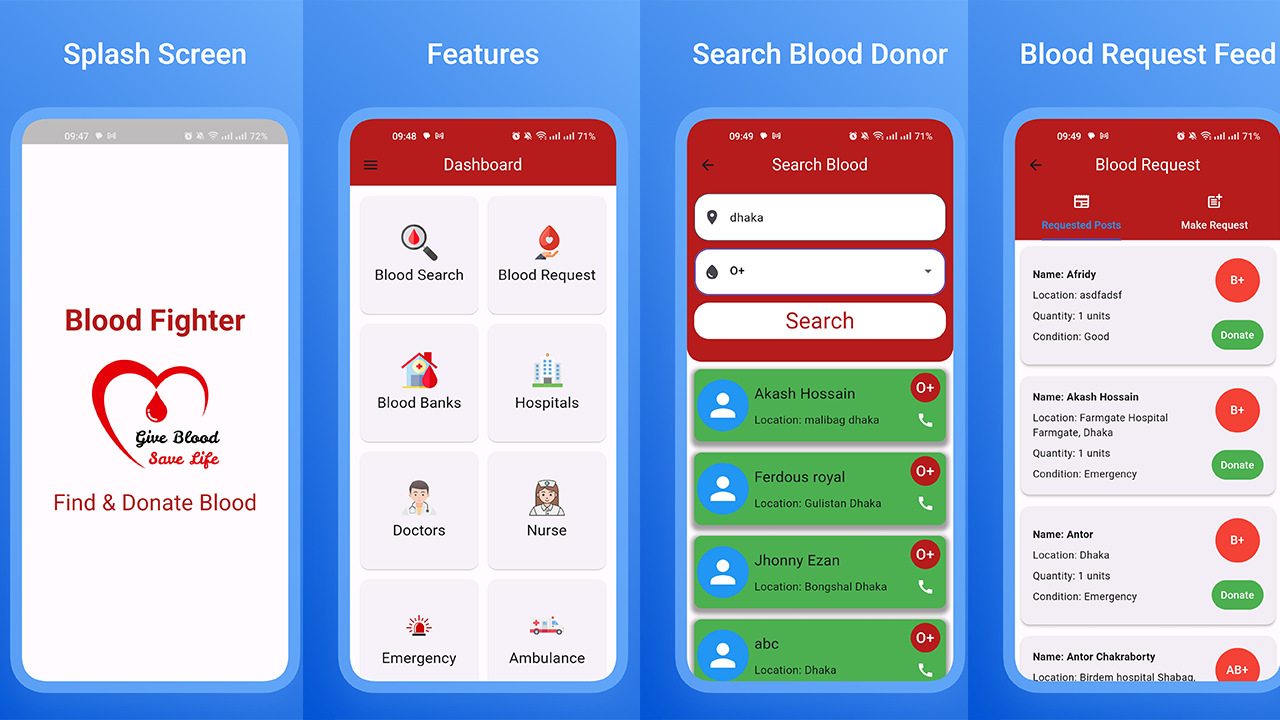 Splash Screen
09:47
72%
Blood Fighter
Give Blood
Save Life
Find & Donate Blood
Features
09:48
71%
Dashboard
Blood Search
Blood Request
Blood Banks
Hospitals
Doctors
Nurse
Emergency
Ambulance
Search Blood Donor
09:49
71%
Search Blood
dhaka
O+
Search
Akash Hossain
O+
Location: malibag dhaka
Ferdous royal
O+
Location: Gulistan Dhaka
Jhonny Ezan
O+
Location: Bongshal Dhaka
abc
O+
Location: Dhaka
Blood Request Feed
09:49
71%
Blood Request
Requested Posts
Make Request
Name: Afridy
Location: asdfadsf
Quantity: 1 units
Condition: Good
B+
Donate
Name: Akash Hossain
Location: Farmgate Hospital
Farmgate, Dhaka
Quantity: 1 units
Condition: Emergency
B+
Donate
Name: Antor
Location: Dhaka
Quantity: 1 units
Condition: Emergency
B+
Donate
Name: Antor Chakraborty
Location: Birdem hospital Shabag,
AB+